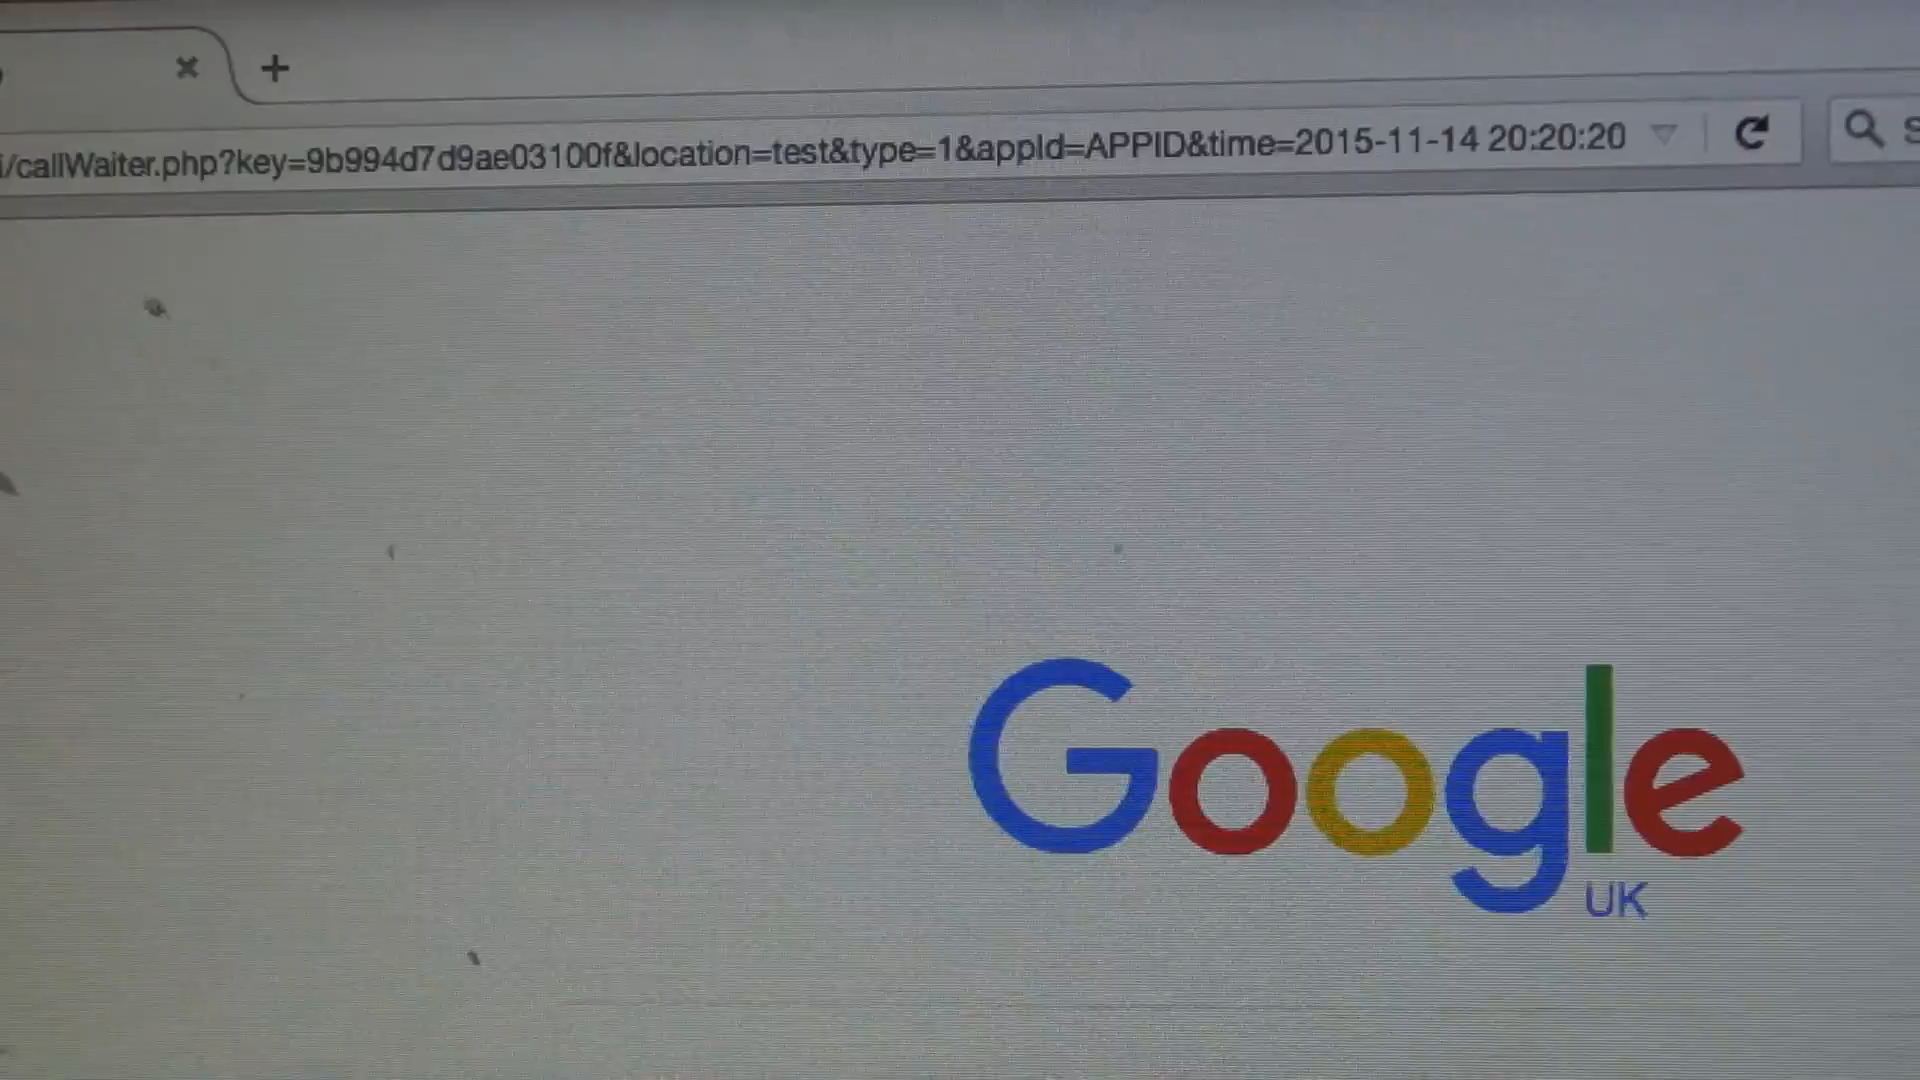 i/callWaiter.php?key=9b994d7d9ae03100f&location=test&type=1&appId=APPID&time=2015-11-14 20:20:20
S
Google
UK